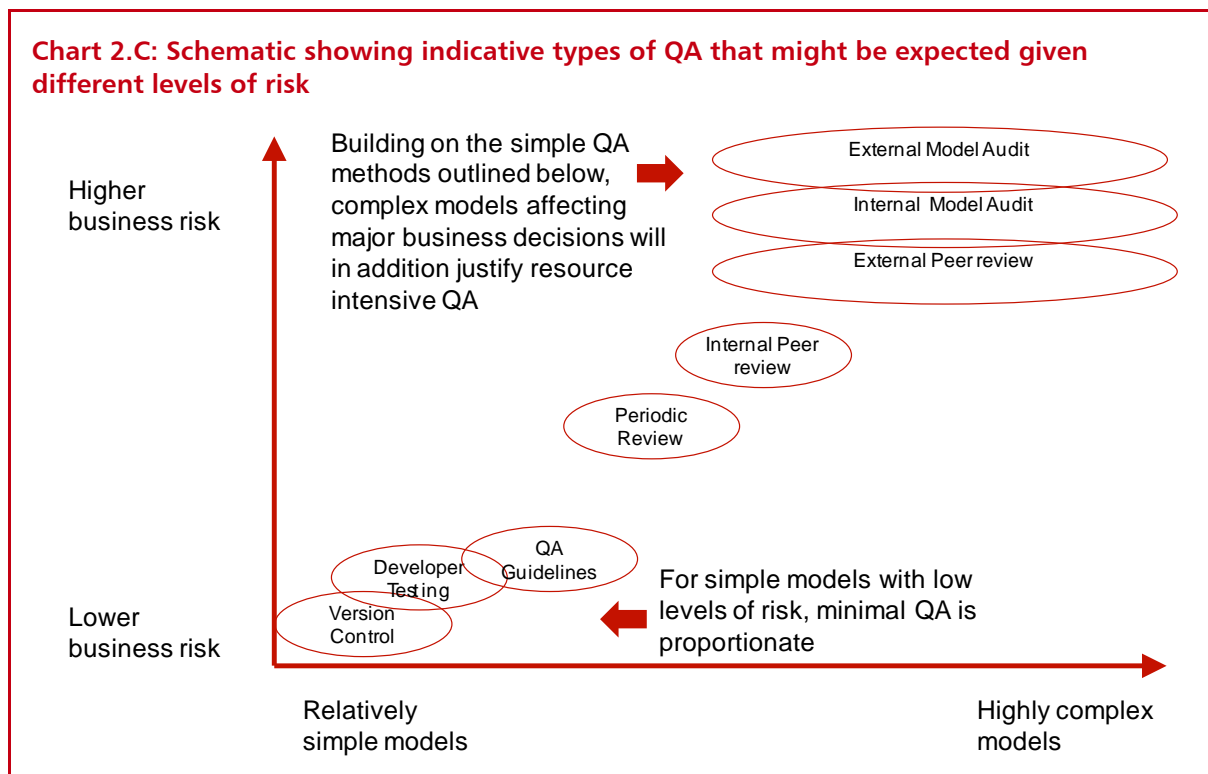 Chart 2.C: Schematic showing indicative types of QA that might be expected given
different levels of risk
Higher
business risk
Building on the simple QA
methods outlined below,
complex models affecting
major business decisions will
in addition justify resource
intensive QA
External Model Audit
Internal Model Audit
External Peer review
Internal Peer
review
Periodic
Review
QA
Guidelines
Developer
Testing
Version
Control
For simple models with low
levels of risk, minimal QA is
proportionate
Lower
business risk
Relatively
simple models
Highly complex
models